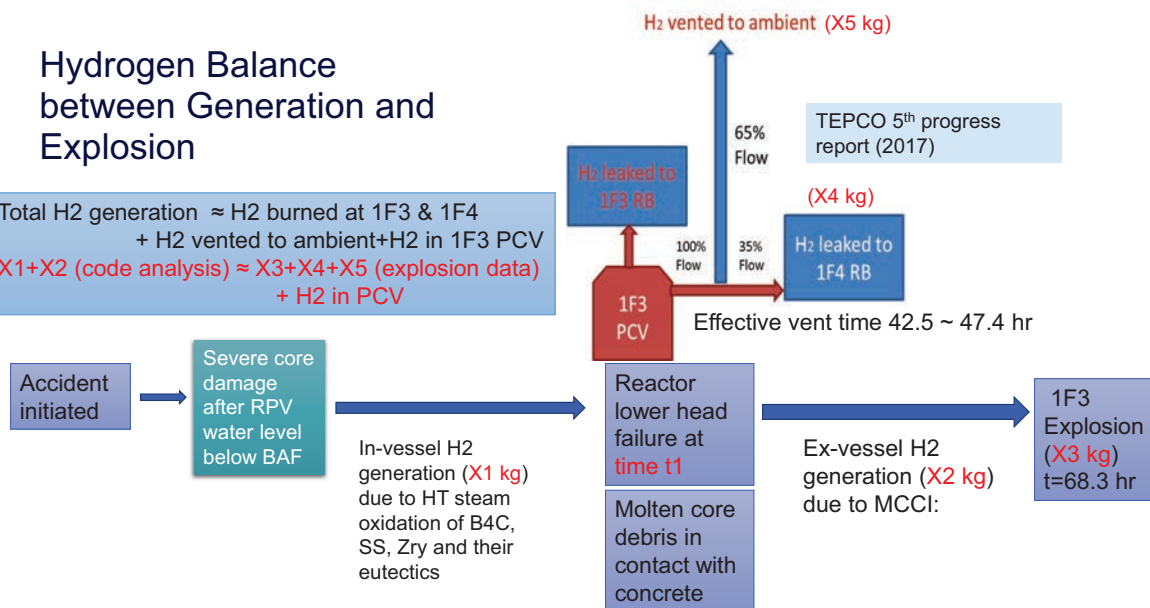 Hydrogen Balance
between Generation and
Explosion
H2 vented to ambient (X5 kg)
TEPCO 5th progress
report (2017)
65%
Flow
H2 leaked to
1F3 RB
(X4 kg)
Total H2 generation ≈ H2 burned at 1F3 & 1F4
+ H2 vented to ambient+H2 in 1F3 PCV
X1+X2 (code analysis) ≈ X3+X4+X5 (explosion data)
+ H2 in PCV
100%
Flow
35%
Flow
H2 leaked to
1F4 RB
1F3
PCV
Effective vent time 42.5 ~ 47.4 hr
Accident
initiated
Severe core
damage
after RPV
water level
below BAF
In-vessel H2
generation (X1 kg)
due to HT steam
oxidation of B4C,
SS, Zry and their
eutectics
Reactor
lower head
failure at
time t1
Molten core
debris in
contact with
concrete
Ex-vessel H2
generation (X2 kg)
due to MCCI:
1F3
Explosion
(X3 kg)
t=68.3 hr